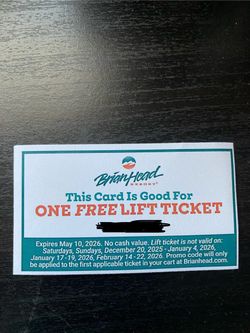 Brian Head
RESORT
This Card Is Good For
ONE FREE LIFT TICKET
Expires May 10, 2026. No cash value. Lift ticket is not valid on:
Saturdays, Sundays, December 20, 2025 - January 4, 2026,
January 17-19, 2026, February 14-22, 2026. Promo code will only
be applied to the first applicable ticket in your cart at Brianhead.com.